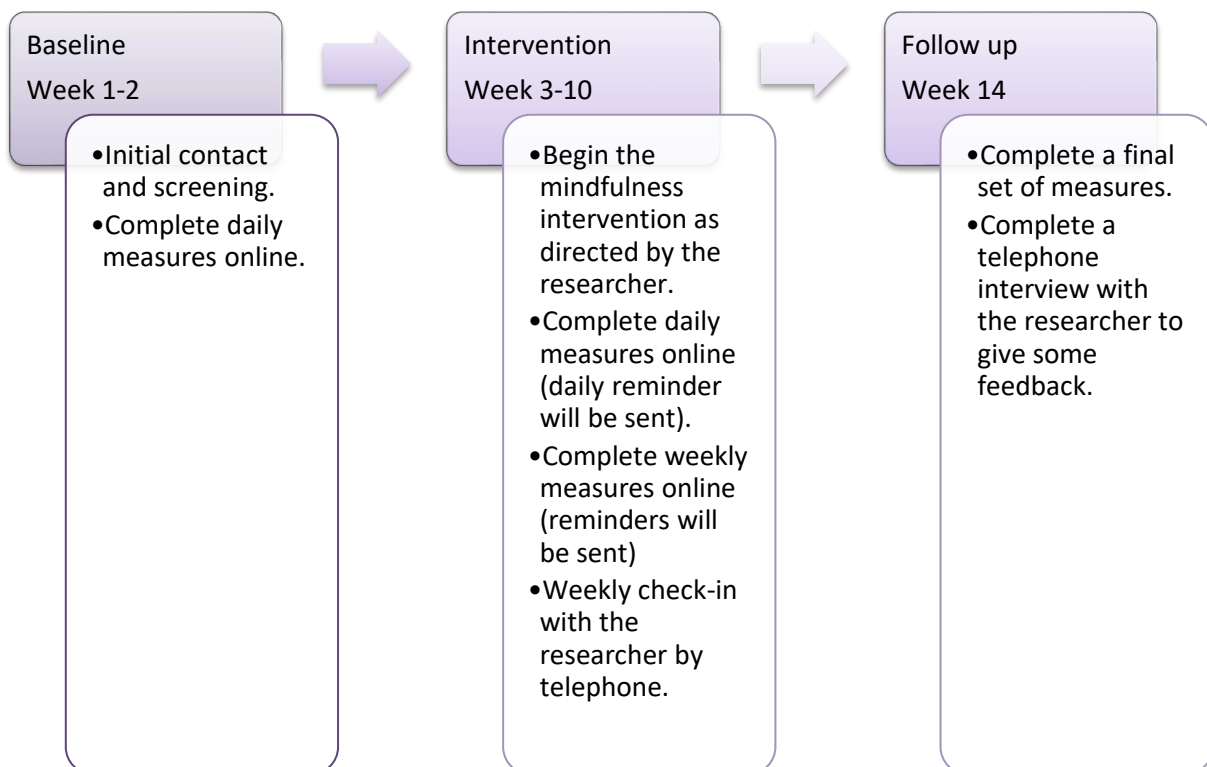 Baseline
Week 1-2
•Initial contact
and screening.
•Complete daily
measures online.
Intervention
Week 3-10
•Begin the
mindfulness
intervention as
directed by the
researcher.
•Complete daily
measures online
(daily reminder
will be sent).
•Complete weekly
measures online
(reminders will
be sent)
•Weekly check-in
with the
researcher by
telephone.
Follow up
Week 14
•Complete a final
set of measures.
•Complete a
telephone
interview with
the researcher to
give some
feedback.